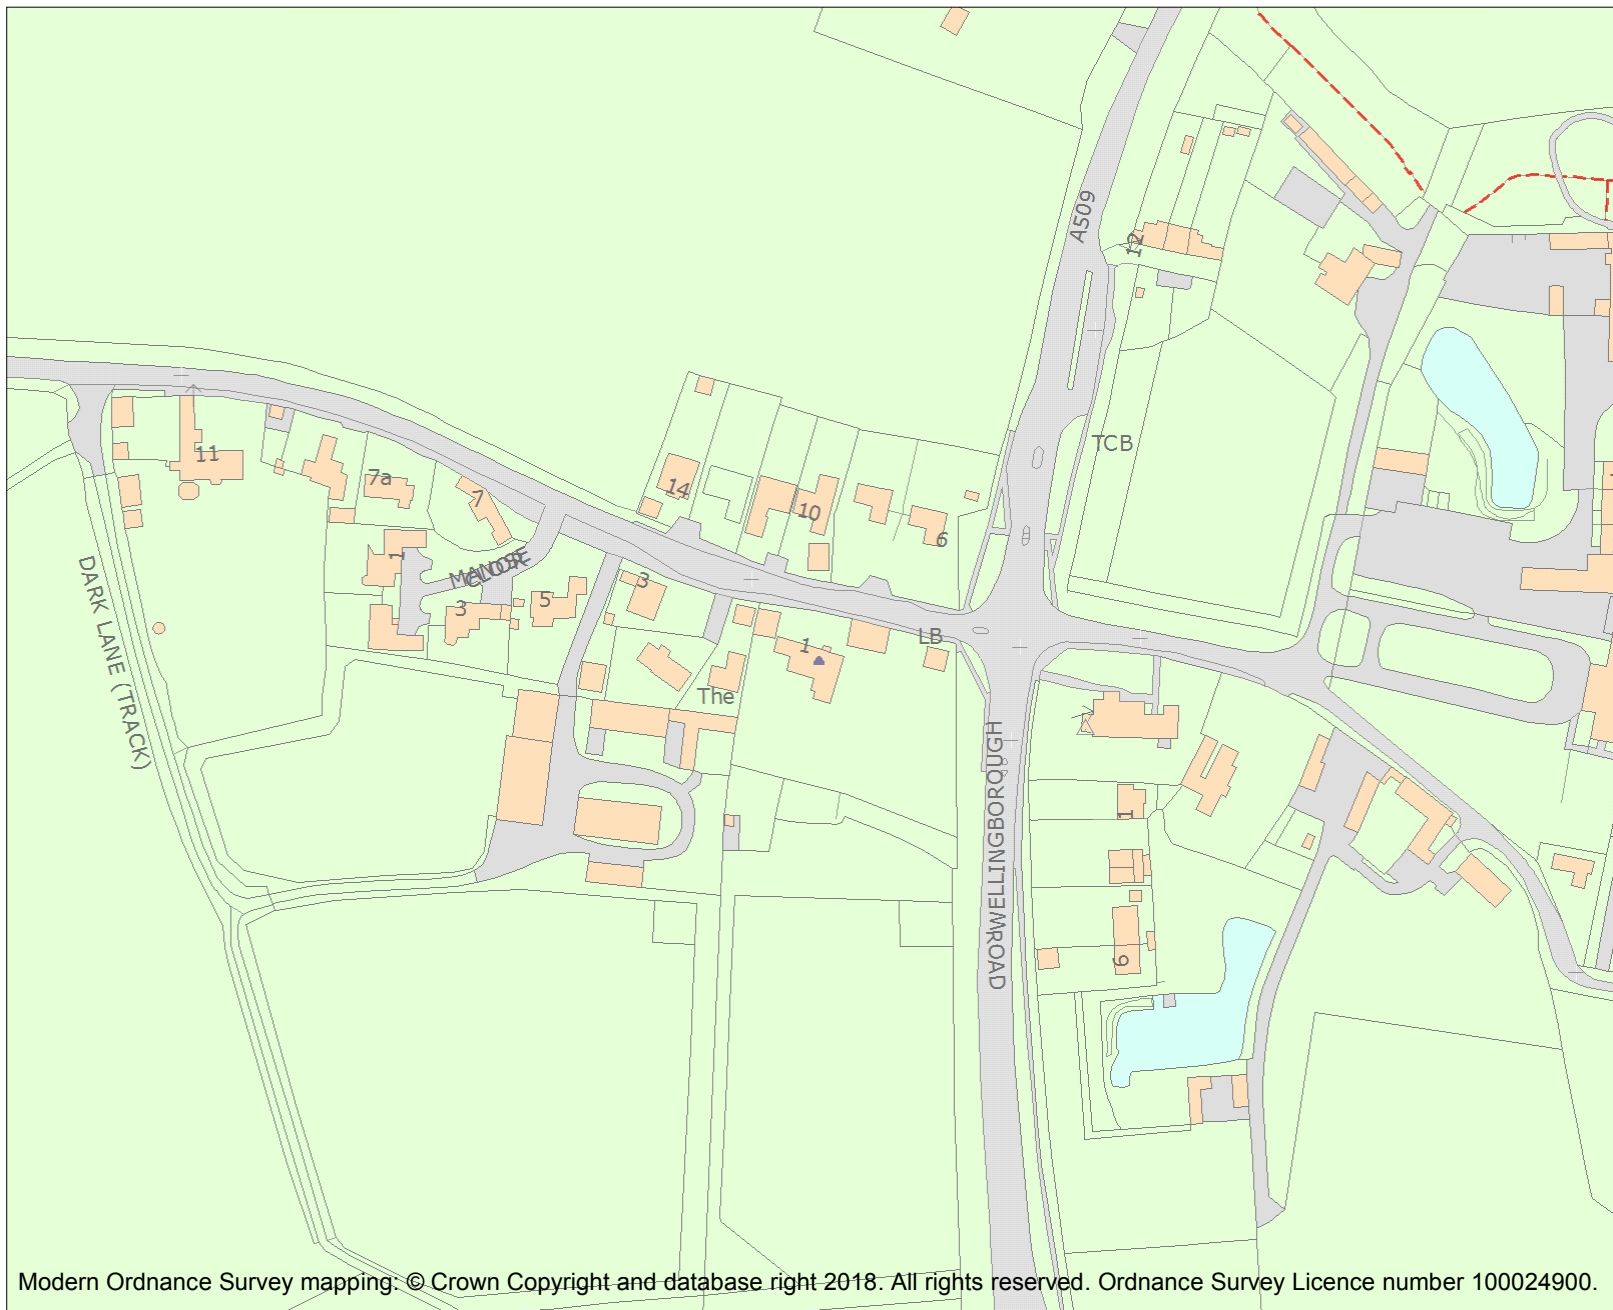 A509
12
TCB
11
7a
7
14
10
6
1
MANOR
CLOSE
3
5
3
1
LB
The
DARK LANE (TRACK)
WELLINGBOROUGH
ROAD
1
6
Modern Ordnance Survey mapping: © Crown Copyright and database right 2018. All rights reserved. Ordnance Survey Licence number 100024900.